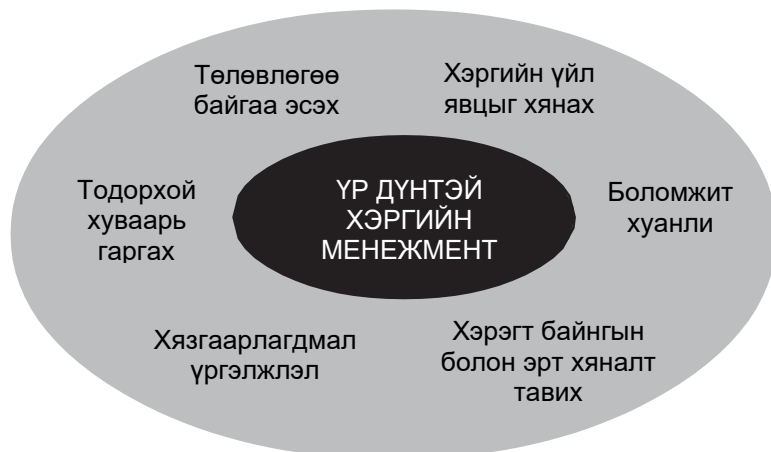 Төлөвлөгөө
байгаа эсэх
Хэргийн үйл
явцыг хянах
Тодорхой
хуваарь
гаргах
ҮР ДҮНТЭЙ
ХЭРГИЙН
МЕНЕЖМЕНТ
Боломжит
хуанли
Хязгаарлагдмал
үргэлжлэл
Хэрэгт байнгын
болон эрт хяналт
тавих